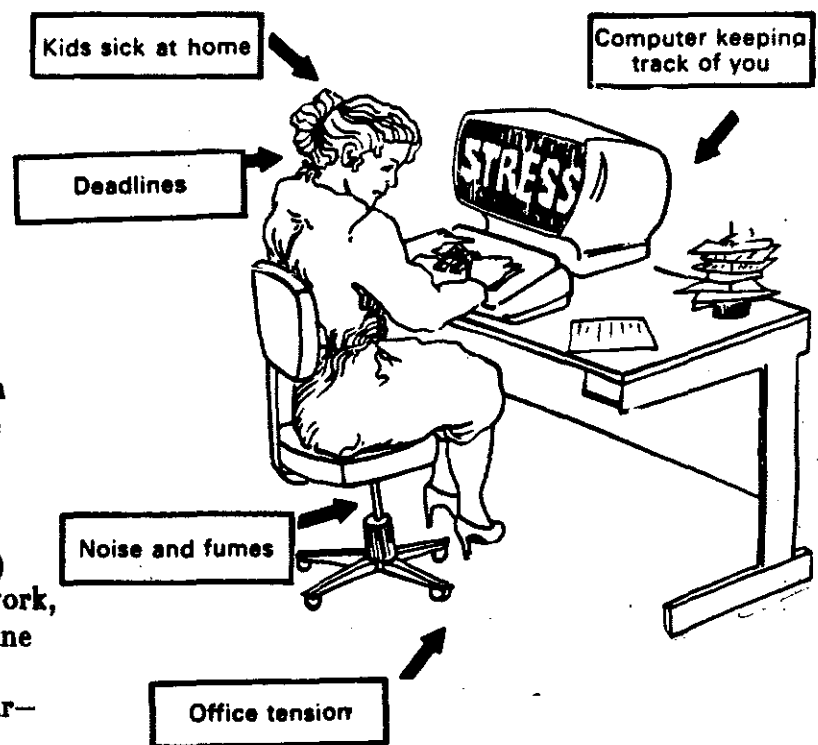 Kids sick at home
Computer keeping
track of you
STRESS
Deadlines
Noise and fumes
ork,
ne
r—
Office tension